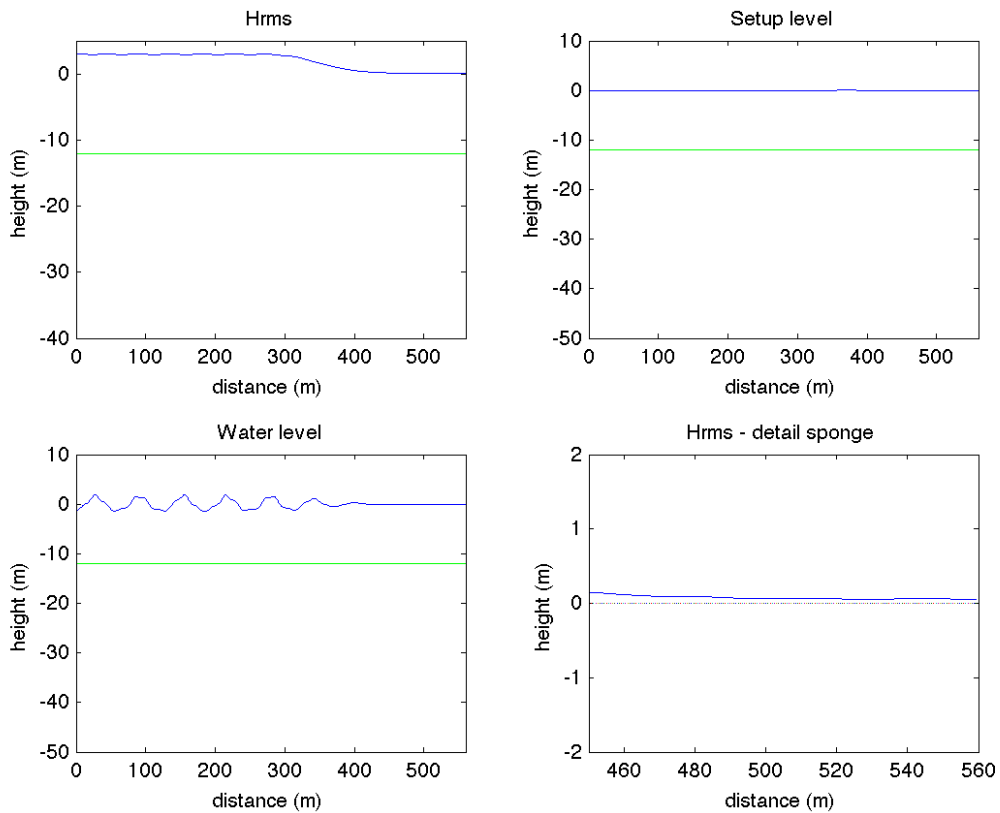 Hrms
0
-10
-20
-30
-40
height (m)
0 100 200 300 400 500
distance (m)
Setup level
10
0
-10
-20
-30
-40
-50
height (m)
0 100 200 300 400 500
distance (m)
Water level
10
0
-10
-20
-30
-40
-50
height (m)
0 100 200 300 400 500
distance (m)
Hrms - detail sponge
2
1
0
-1
-2
height (m)
460 480 500 520 540 560
distance (m)